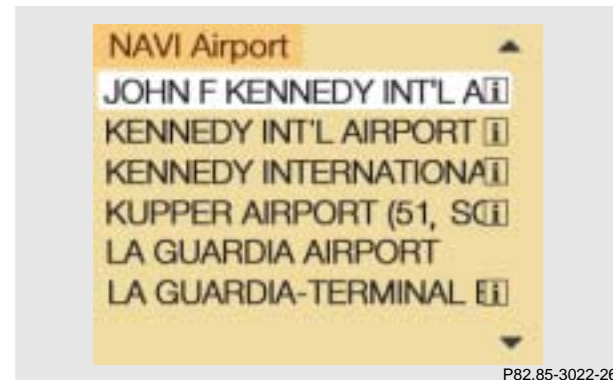 NAVI Airport
JOHN F KENNEDY INT'L A
KENNEDY INT'L AIRPORT
KENNEDY INTERNATIONA
KUPPER AIRPORT (51, SO
LA GUARDIA AIRPORT
LA GUARDIA-TERMINAL
P82.85-3022-26